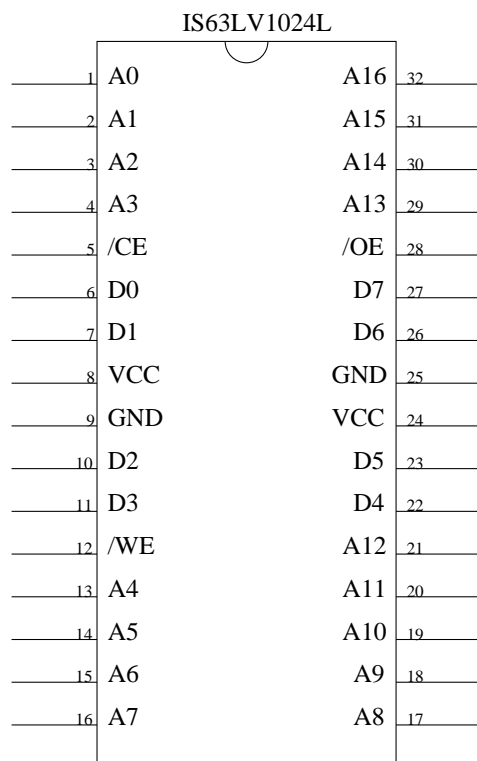 IS63LV1024L
1 A0 A16 32
2 A1 A15 31
3 A2 A14 30
4 A3 A13 29
5 /CE /OE 28
6 D0 D7 27
7 D1 D6 26
8 VCC GND 25
9 GND VCC 24
10 D2 D5 23
11 D3 D4 22
12 /WE A12 21
13 A4 A11 20
14 A5 A10 19
15 A6 A9 18
16 A7 A8 17